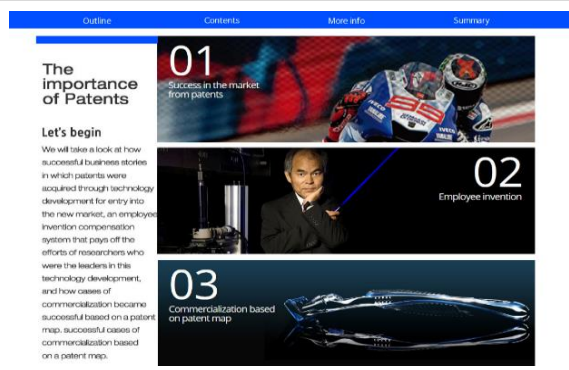 Outline
Contents
More info
Summary
The
importance
of Patents
Let's begin
We will take a look at how
successful business stories
in which patents were
acquired through technology
development for entry into
the new market, an employee
invention compensation
system that pays off the
efforts of researchers who
were the leaders in this
technology development,
and how cases of
commercialization became
successful based on a patent
map. successful cases of
commercialization based
on a patent map.
01
Success in the market
from patents
02
Employee invention
03
Commercialization based
on patent map
IVECO
99